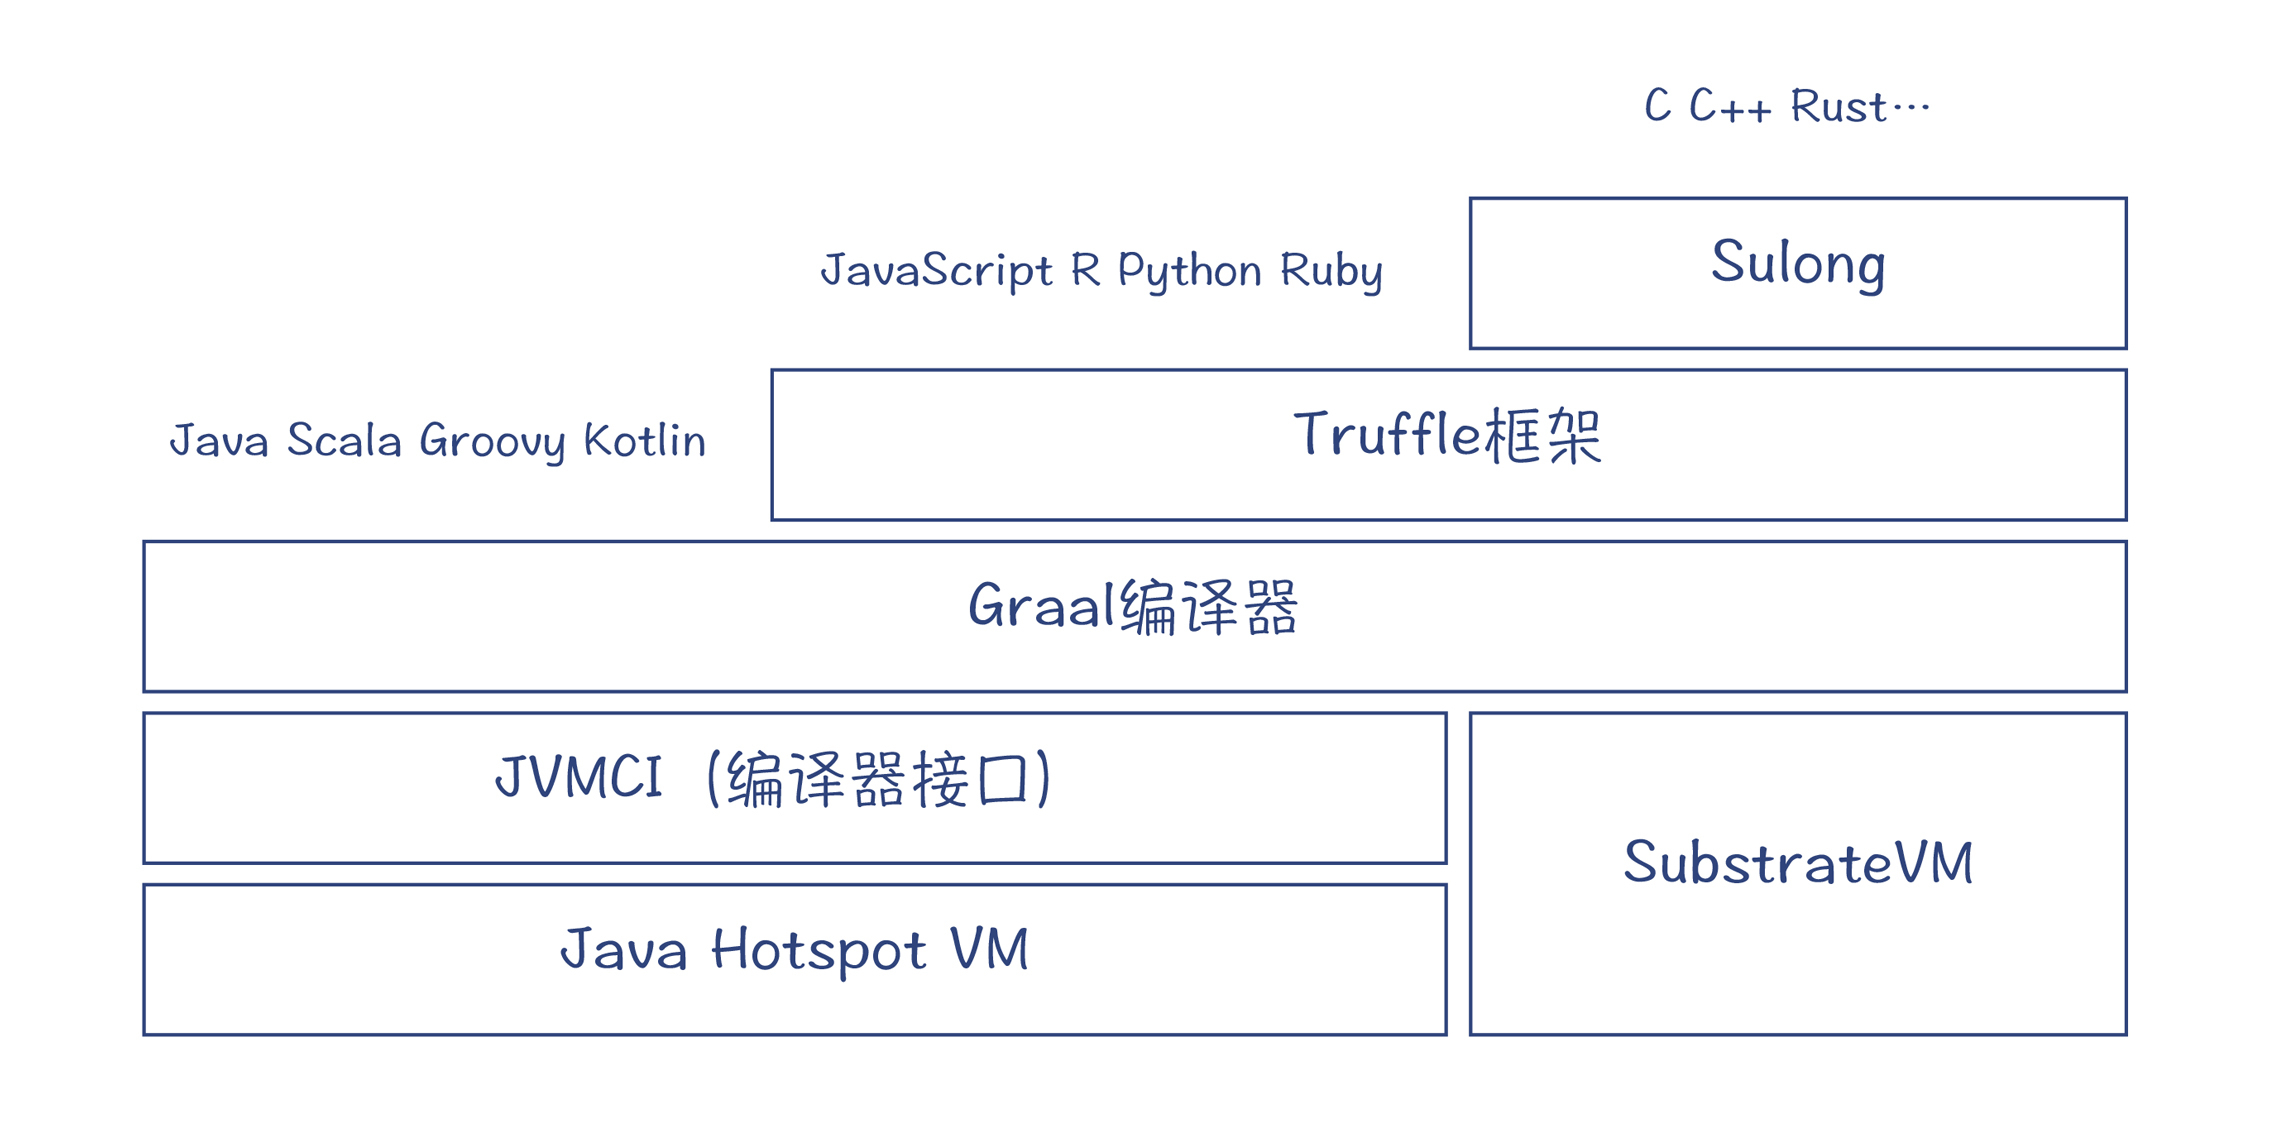 C C++ Rust…
JavaScript R Python Ruby
Sulong
Java Scala Groovy Kotlin
Truffle框架
Graal编译器
JVMCI（编译器接口）
SubstrateVM
Java Hotspot VM